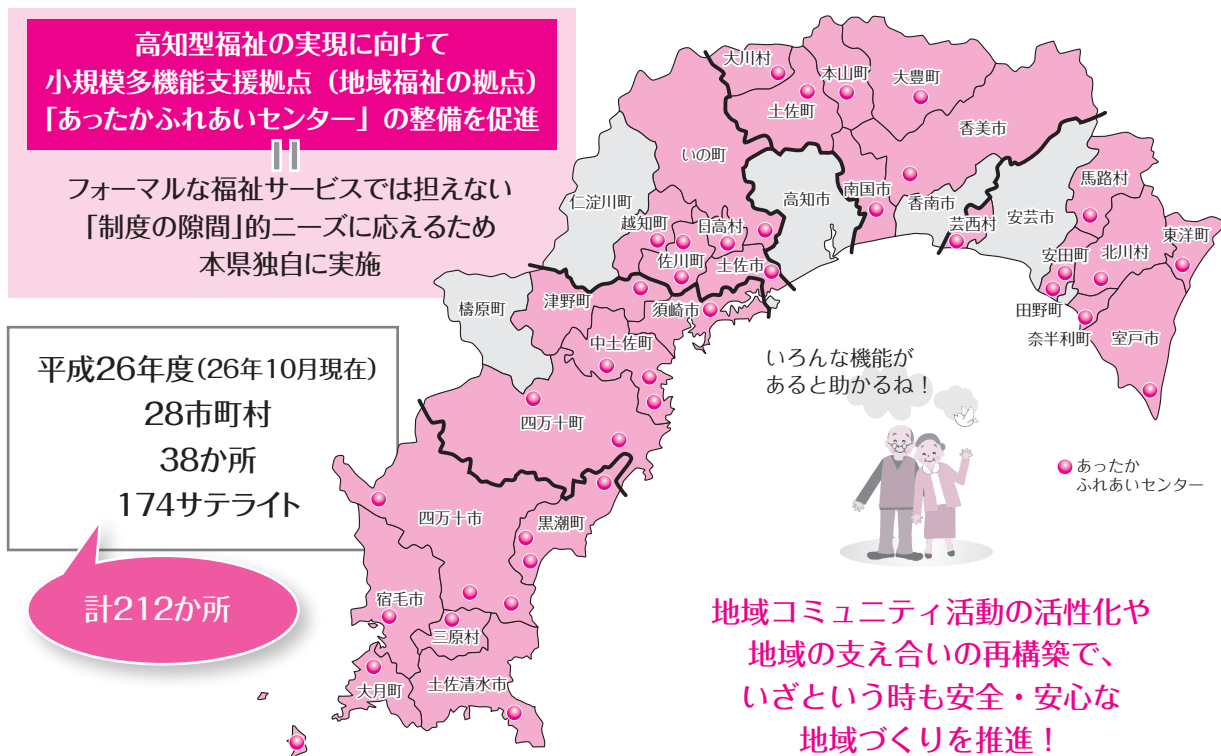 高知型福祉の実現に向けて
小規模多機能支援拠点（地域福祉の拠点）
「あったかふれあいセンター」の整備を促進
フォーマルな福祉サービスでは担えない
「制度の隙間」的ニーズに応えるため
本県独自に実施
平成26年度（26年10月現在）
28市町村
38か所
174サテライト
計212か所
大川村
本山町
大豊町
土佐町
香美市
いの町
仁淀川町
高知市
南国市
香南市
芸西村
安芸市
馬路村
東洋町
北川村
安田町
田野町
奈半利町
室戸市
越知町
日高村
佐川町
土佐市
津野町
須崎市
檮原町
中土佐町
四万十町
四万十市
黒潮町
宿毛市
三原村
大月町
土佐清水市
いろんな機能が
あると助かるね！
あったか
ふれあいセンター
地域コミュニティ活動の活性化や
地域の支え合いの再構築で、
いざという時も安全・安心な
地域づくりを推進！